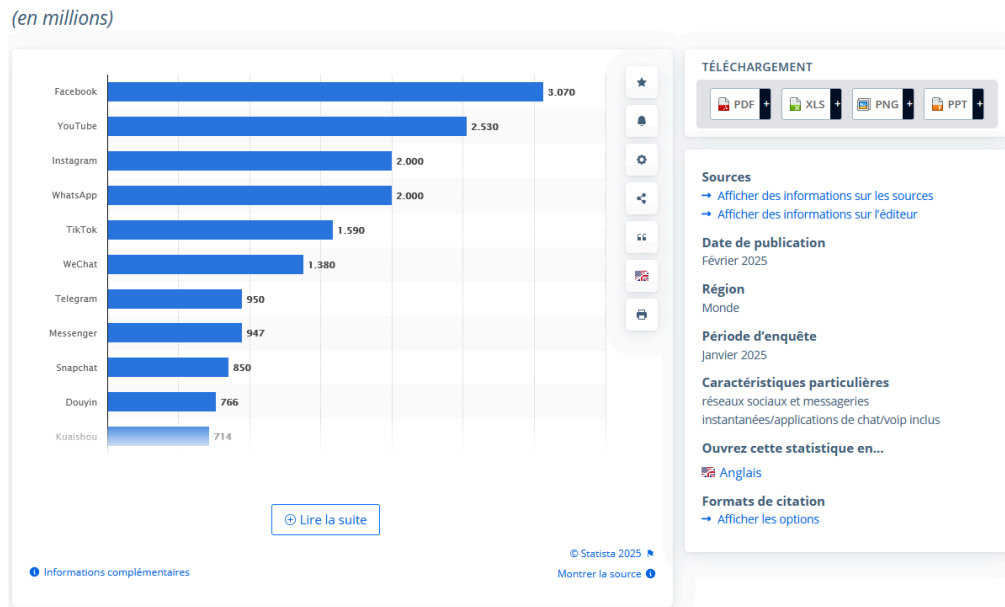 (en millions)
Facebook 3.070
YouTube 2.530
Instagram 2.000
WhatsApp 2.000
TikTok 1.590
WeChat 1.380
Telegram 950
Messenger 947
Snapchat 850
Douyin 766
Kuaishou 714
Lire la suite
© Statista 2025
Informations complémentaires
Montrer la source
TÉLÉCHARGEMENT
PDF + XLS + PNG + PPT +
Sources
→ Afficher des informations sur les sources
→ Afficher des informations sur l'éditeur
Date de publication
Février 2025
Région
Monde
Période d'enquête
Janvier 2025
Caractéristiques particulières
réseaux sociaux et messageries
instantanées/applications de chat/voip inclus
Ouvrez cette statistique en...
Anglais
Formats de citation
→ Afficher les options